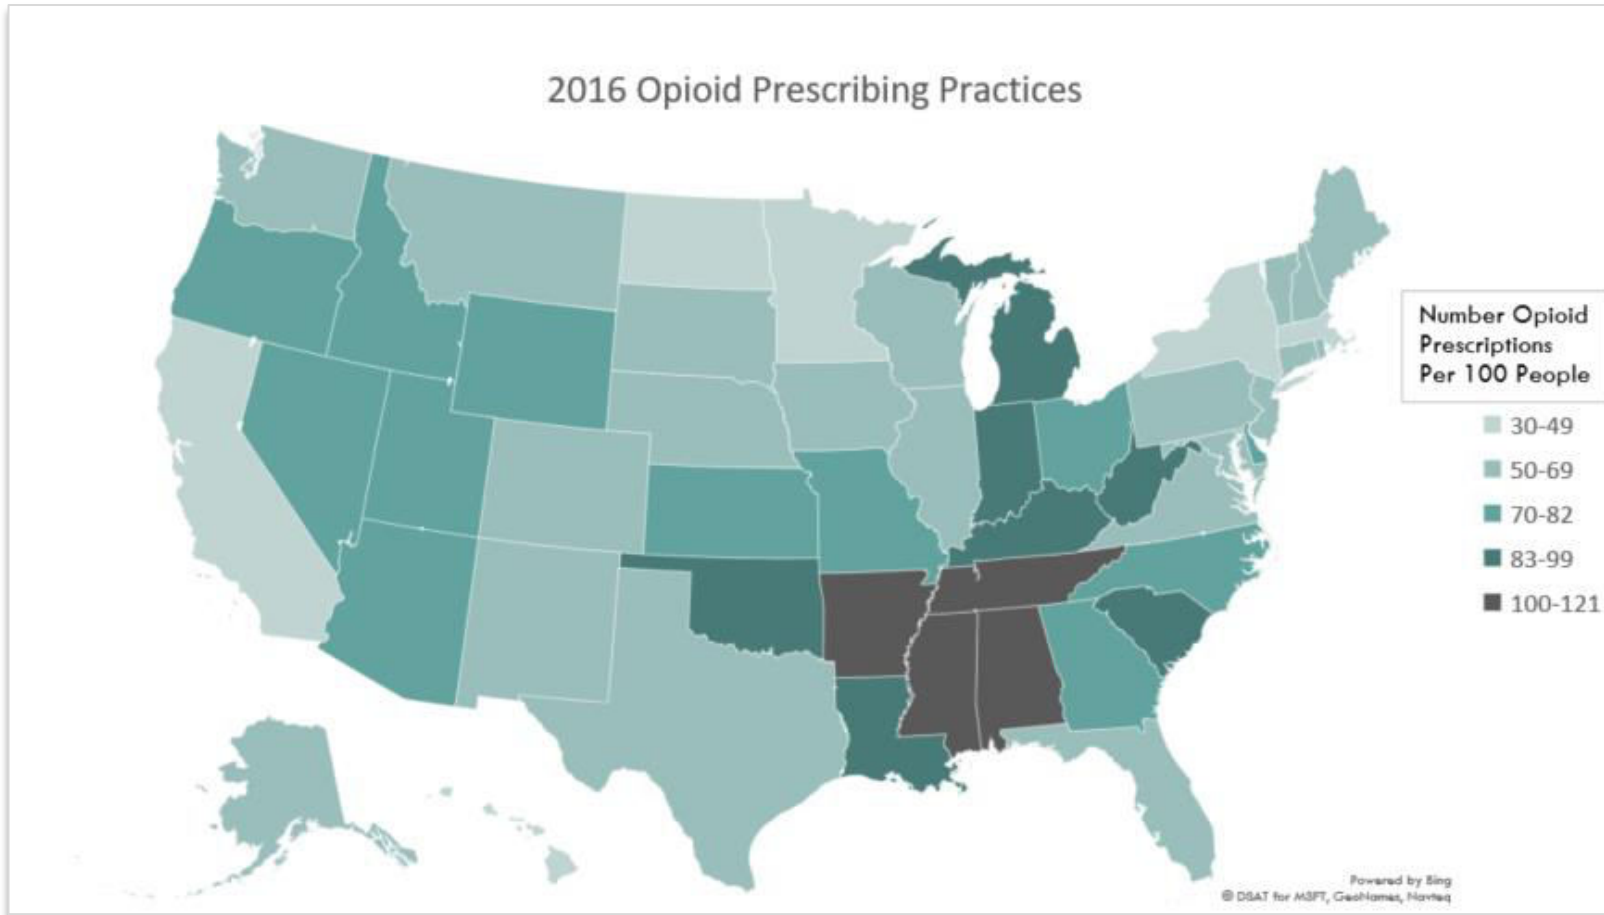 2016 Opioid Prescribing Practices
Number Opioid
Prescriptions
Per 100 People
30-49
50-69
70-82
83-99
100-121
Powered by Bing
© DSAT for MSFT, GeoNames, Navteq